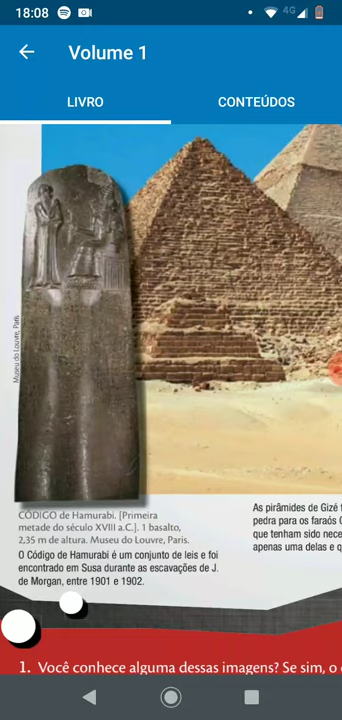 18:08
4G
Volume 1
LIVRO
CONTEÚDOS
Museu do Louvre, Paris
CÓDIGO de Hamurabi. [Primeira
metade do século XVIII a.C.]. 1 basalto,
2,35 m de altura. Museu do Louvre, Paris.
O Código de Hamurabi é um conjunto de leis e foi
encontrado em Susa durante as escavações de J.
de Morgan, entre 1901 e 1902.
As pirâmides de Gizé
pedra para os faraós
que tenham sido nece
apenas uma delas e q
1. Você conhece alguma dessas imagens? Se sim, o